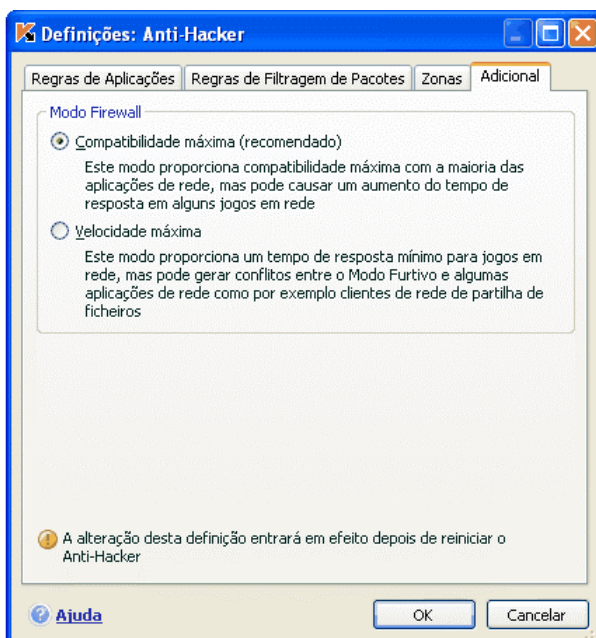 Definições: Anti-Hacker
Regras de Aplicações
Regras de Filtragem de Pacotes
Zonas
Adicional
Modo Firewall
Compatibilidade máxima (recomendado)
Este modo proporciona compatibilidade máxima com a maioria das
aplicações de rede, mas pode causar um aumento do tempo de
resposta em alguns jogos em rede
Velocidade máxima
Este modo proporciona um tempo de resposta mínimo para jogos em
rede, mas pode gerar conflitos entre o Modo Furtivo e algumas
aplicações de rede como por exemplo clientes de rede de partilha de
ficheiros
A alteração desta definição entrará em efeito depois de reiniciar o
Anti-Hacker
Ajuda
OK
Cancelar